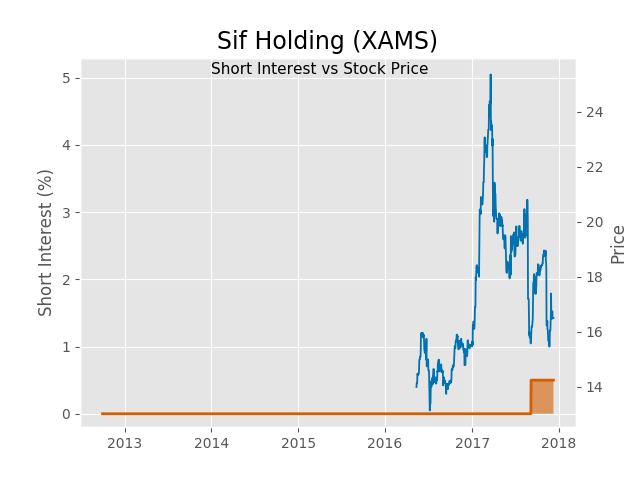 Sif Holding (XAMS)
Short Interest vs Stock Price
Short Interest (%)
5
4
3
2
1
0
24
22
20
18
16
14
Price
2013 2014 2015 2016 2017 2018